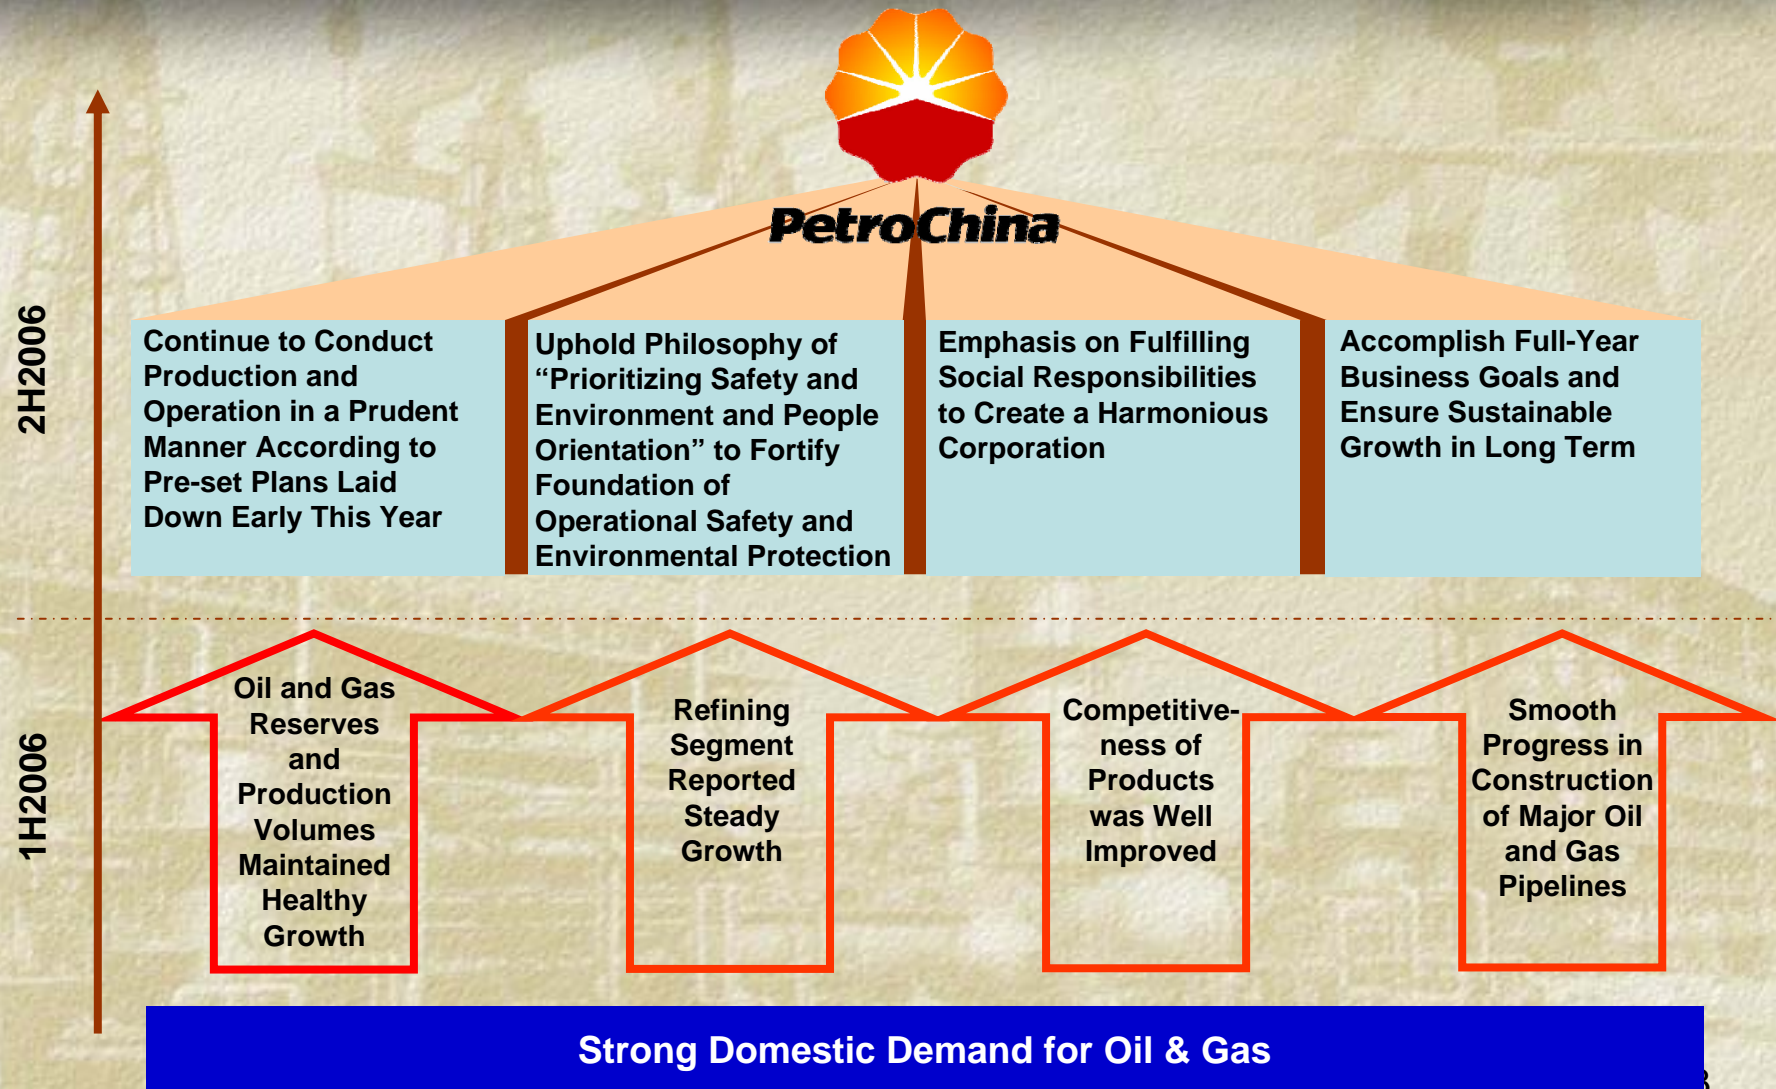 PetroChina
2H2006
Continue to Conduct
Production and
Operation in a Prudent
Manner According to
Pre-set Plans Laid
Down Early This Year
Uphold Philosophy of
“Prioritizing Safety and
Environment and People
Orientation” to Fortify
Foundation of
Operational Safety and
Environmental Protection
Emphasis on Fulfilling
Social Responsibilities
to Create a Harmonious
Corporation
Accomplish Full-Year
Business Goals and
Ensure Sustainable
Growth in Long Term
1H2006
Oil and Gas
Reserves
and
Production
Volumes
Maintained
Healthy
Growth
Refining
Segment
Reported
Steady
Growth
Competitive-
ness of
Products
was Well
Improved
Smooth
Progress in
Construction
of Major Oil
and Gas
Pipelines
Strong Domestic Demand for Oil & Gas